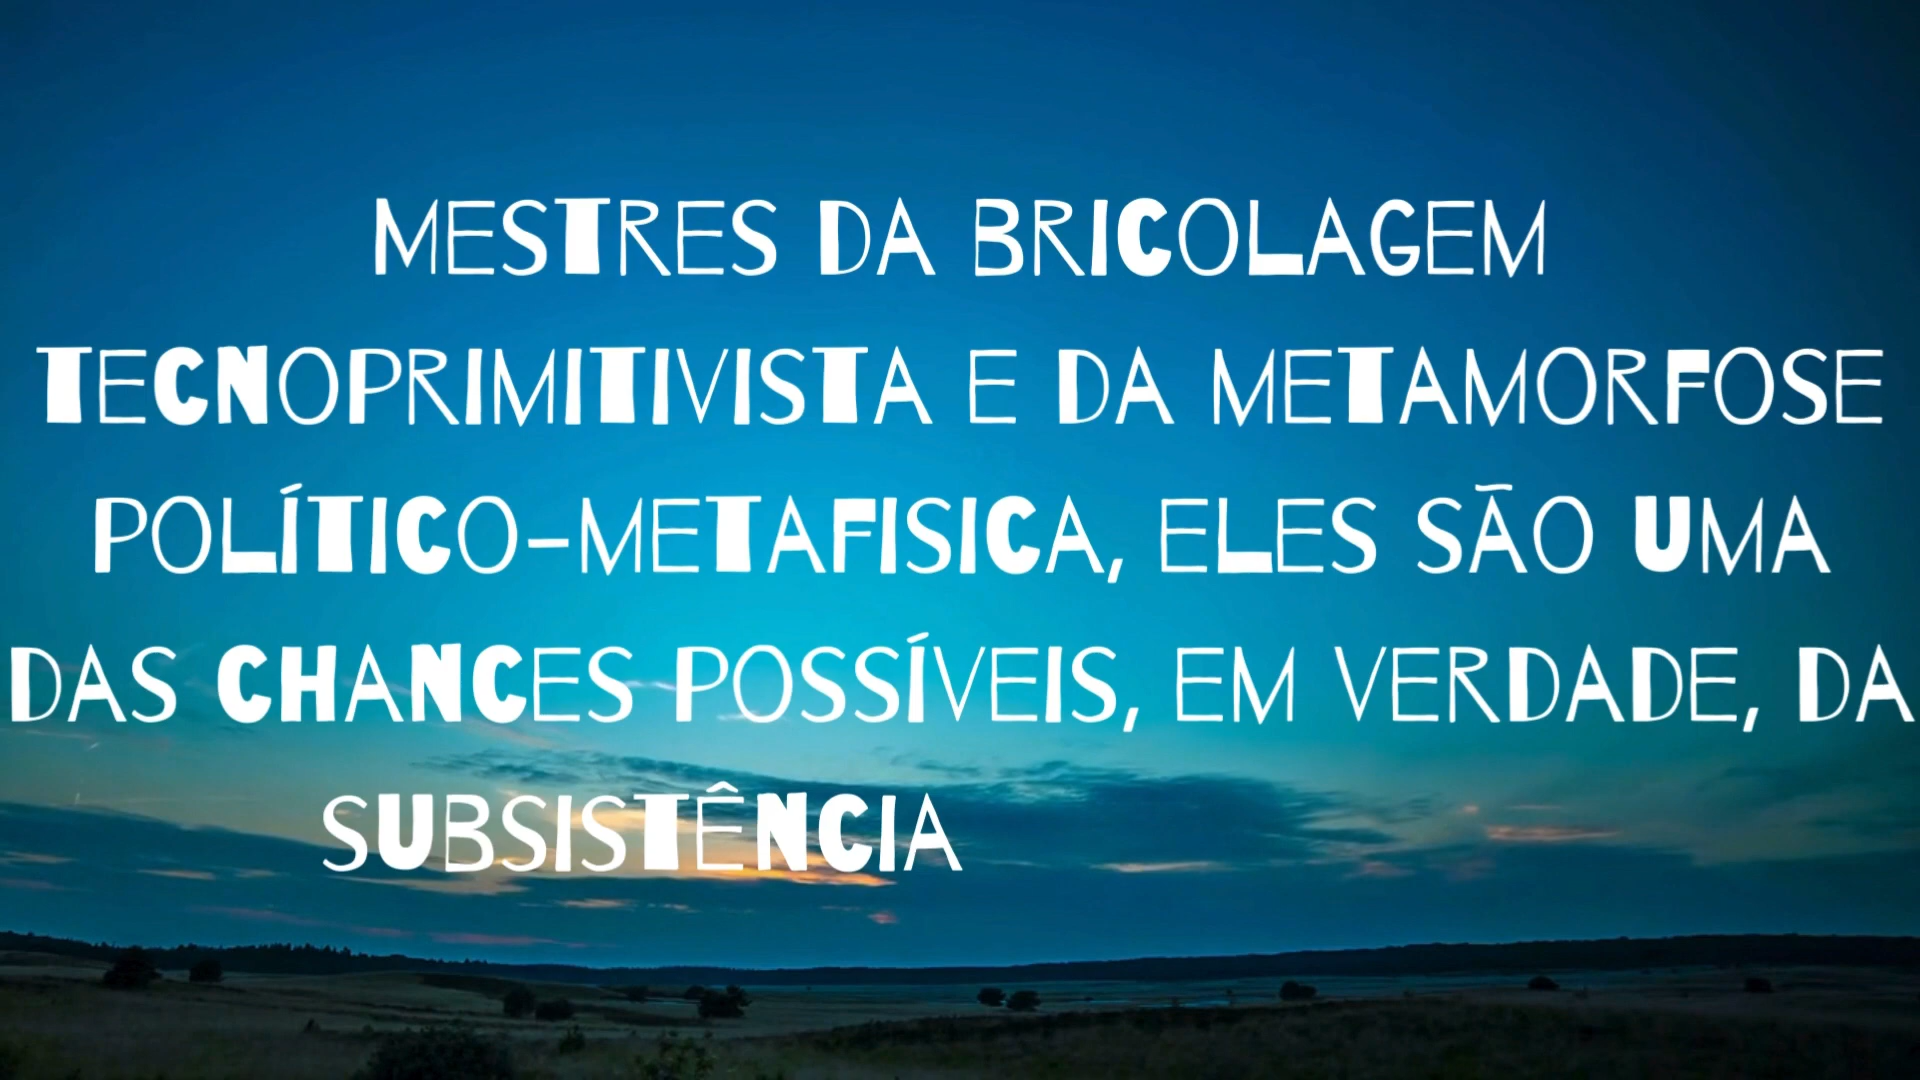 MESTRES DA BRICOLAGEM
TECNOPRIMITIVISTA E DA METAMORFOSE
POLÍTICO-METAFISICA, ELES SÃO UMA
DAS CHANCES POSSÍVEIS, EM VERDADE, DA
SUBSISTÊNCIA